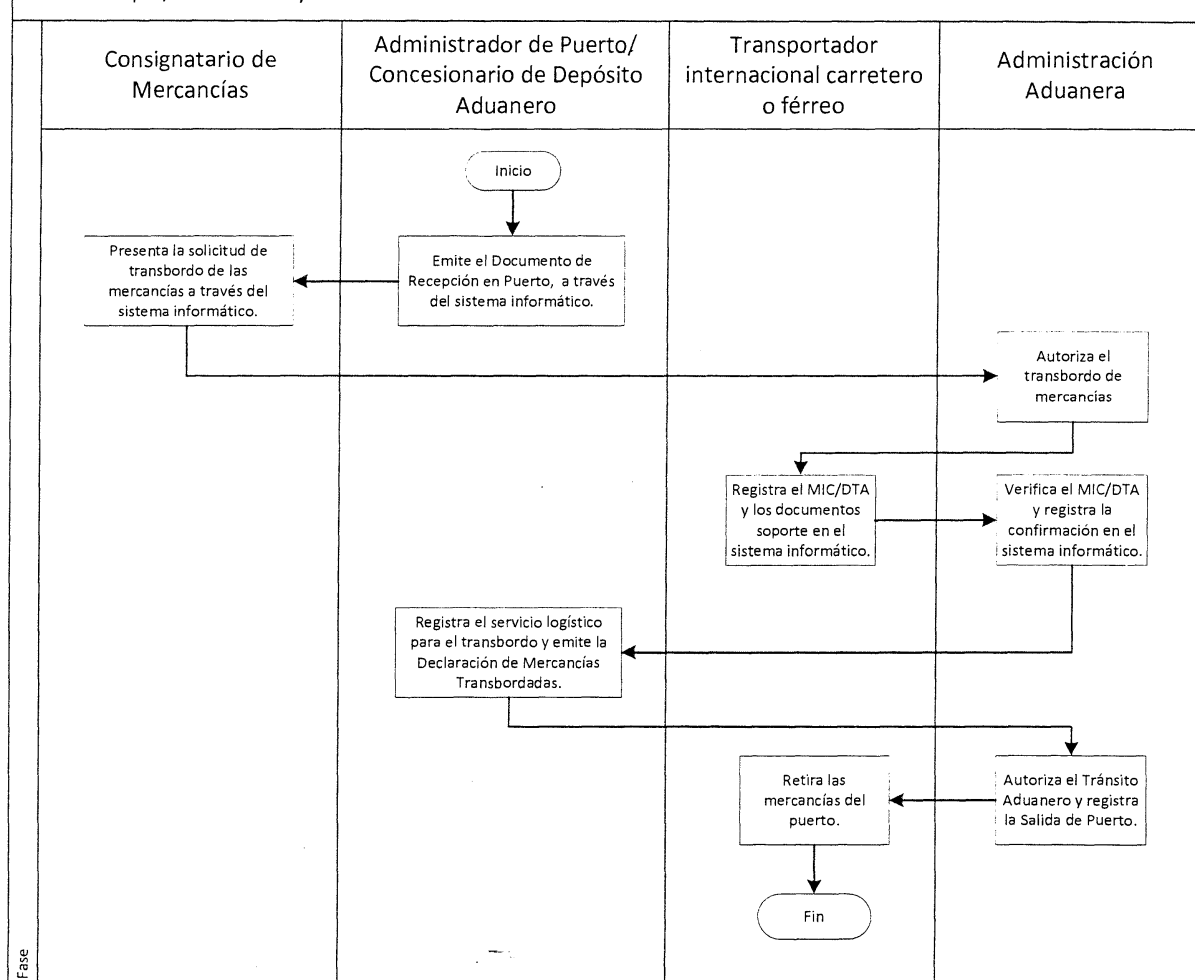 Consignatario de
Mercancías
Administrador de Puerto/
Concesionario de Depósito
Aduanero
Transportador
internacional carretero
o férreo
Administración
Aduanera
Inicio
Emite el Documento de
Recepción en Puerto, a través
del sistema informático.
Presenta la solicitud de
transbordo de las
mercancías a través del
sistema informático.
Autoriza el
transbordo de
mercancías
Registra el MIC/DTA
y los documentos
soporte en el
sistema informático.
Verifica el MIC/DTA
y registra la
confirmación en el
sistema informático.
Registra el servicio logístico
para el transbordo y emite la
Declaración de Mercancías
Transbordadas.
Autoriza el Tránsito
Aduanero y registra
la Salida de Puerto.
Retira las
mercancías del
puerto.
Fin
Fase